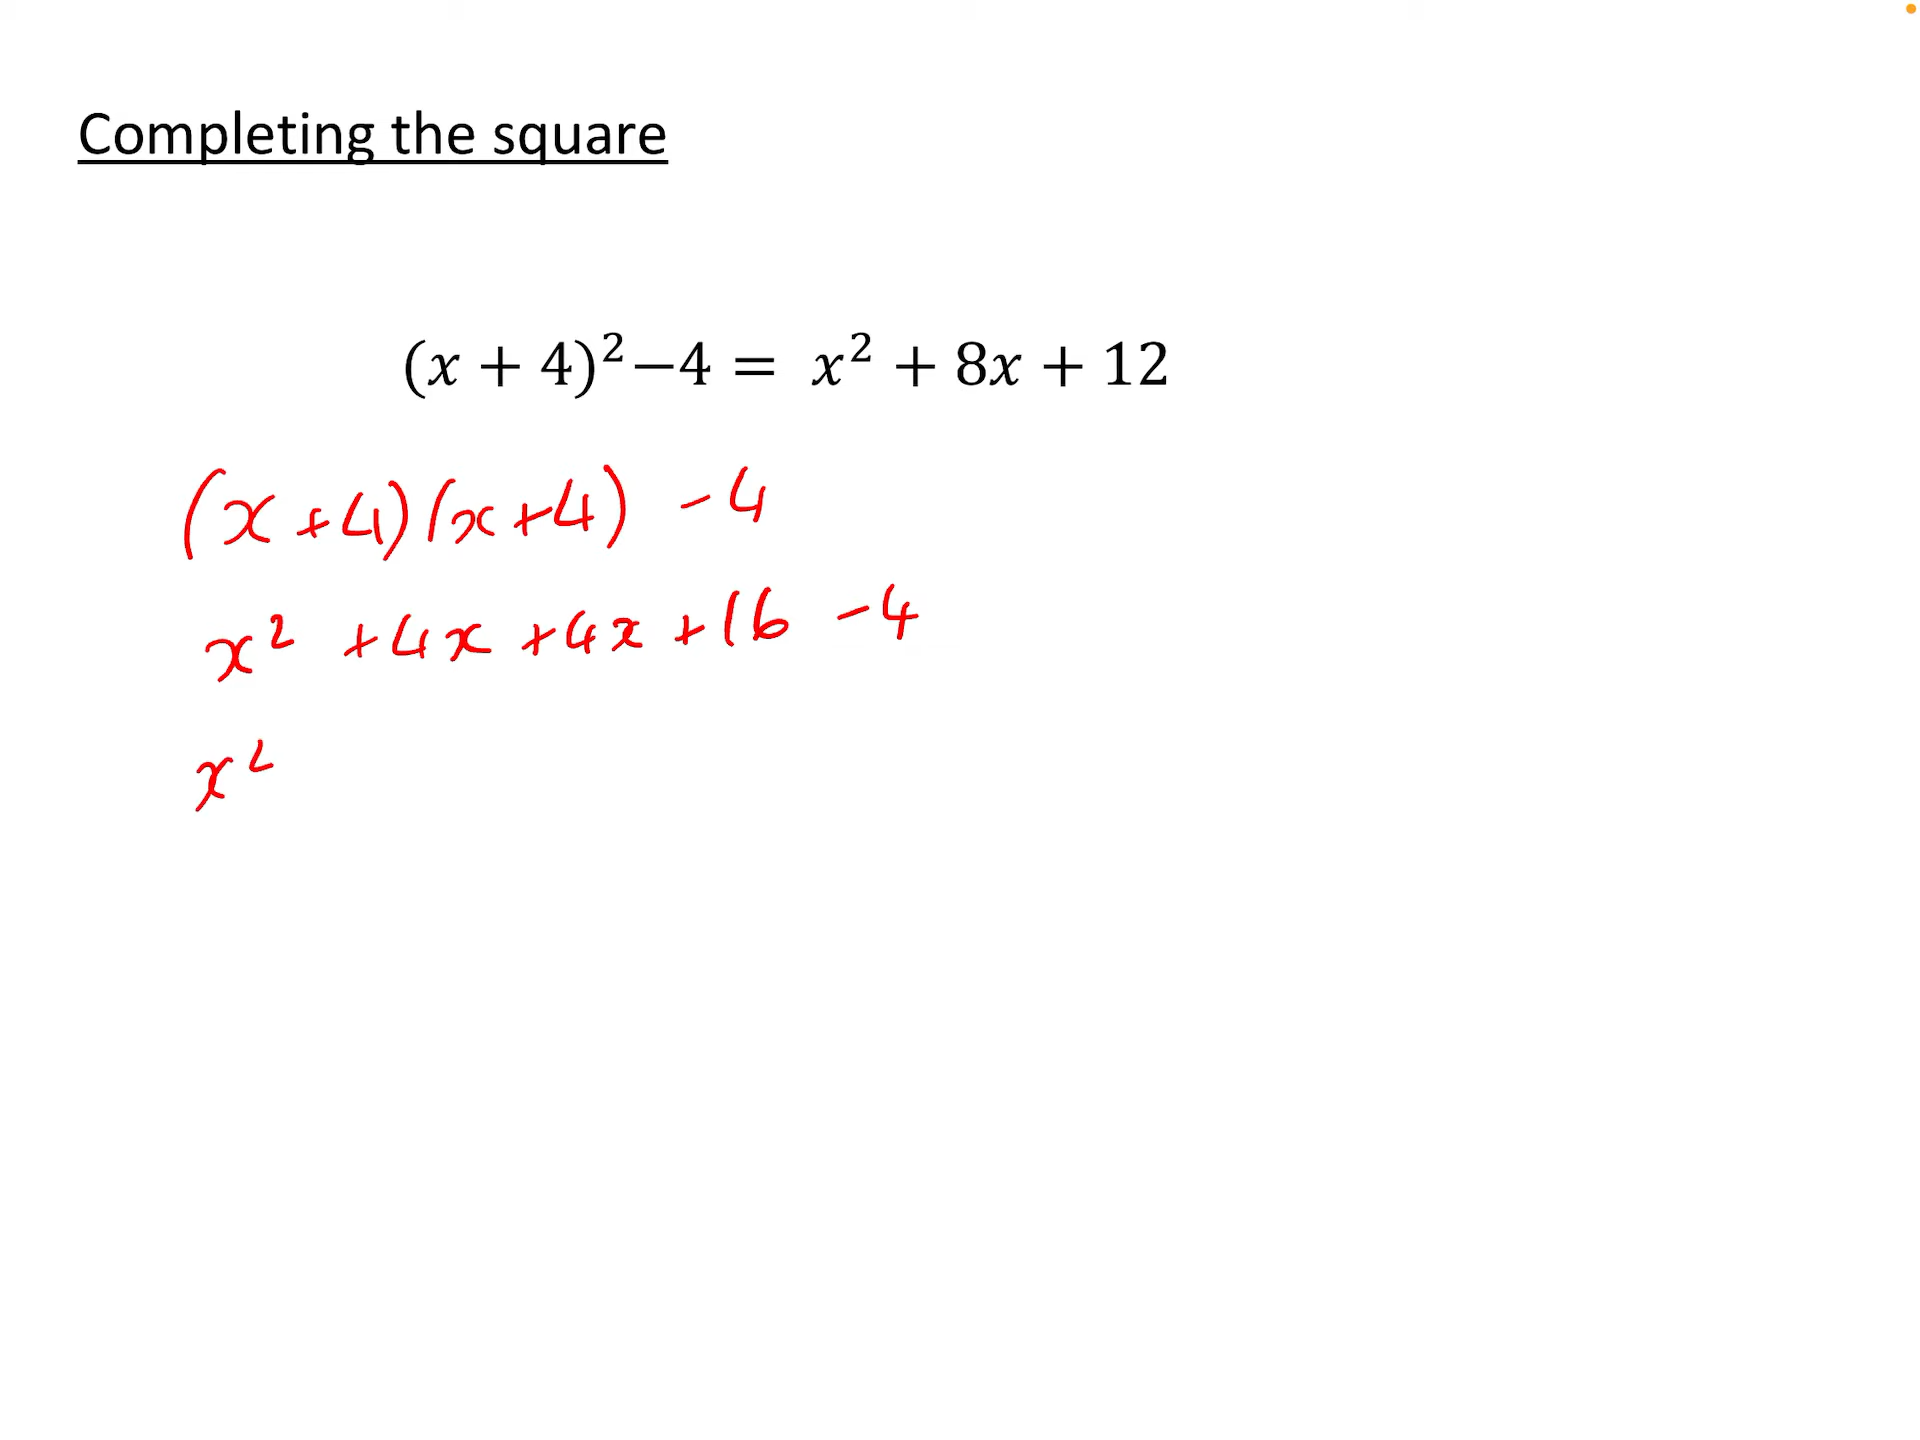 Completing the square
(x + 4)²−4 = x² + 8x + 12
(x +4)(x+4) -4
x² +4x +4x +16 -4
x²